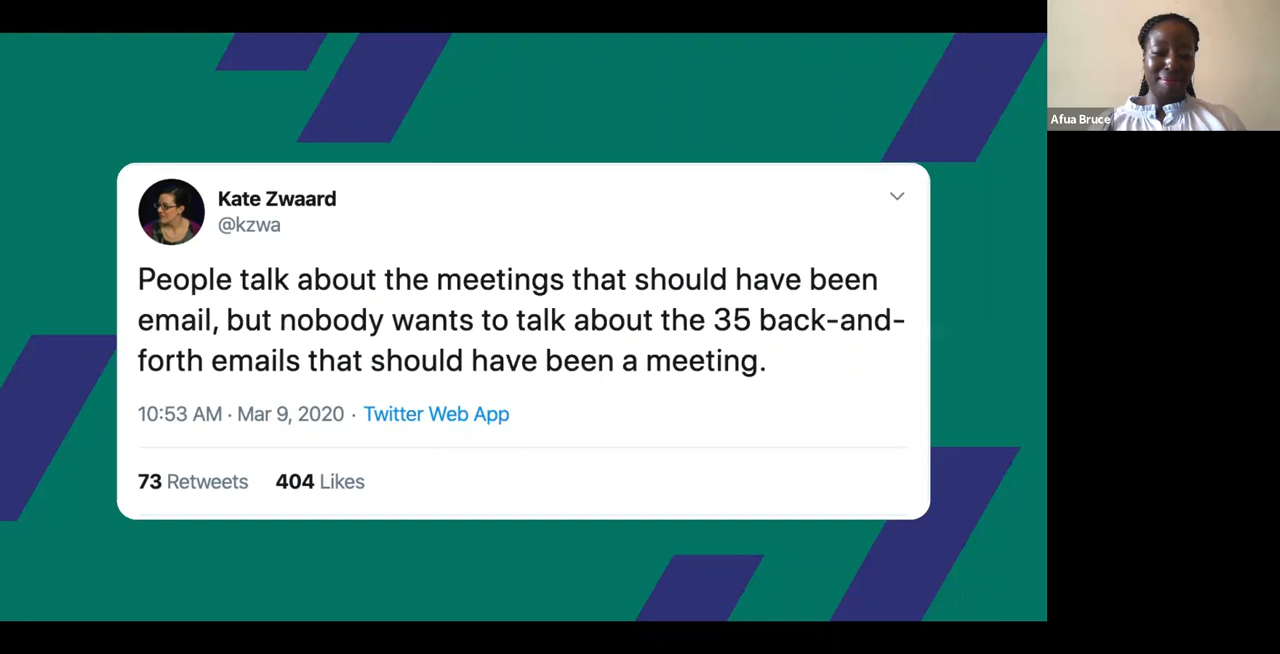 Afua Bruce
Kate Zwaard
@kzwa
People talk about the meetings that should have been
email, but nobody wants to talk about the 35 back-and-
forth emails that should have been a meeting.
10:53 AM · Mar 9, 2020 · Twitter Web App
73 Retweets 404 Likes